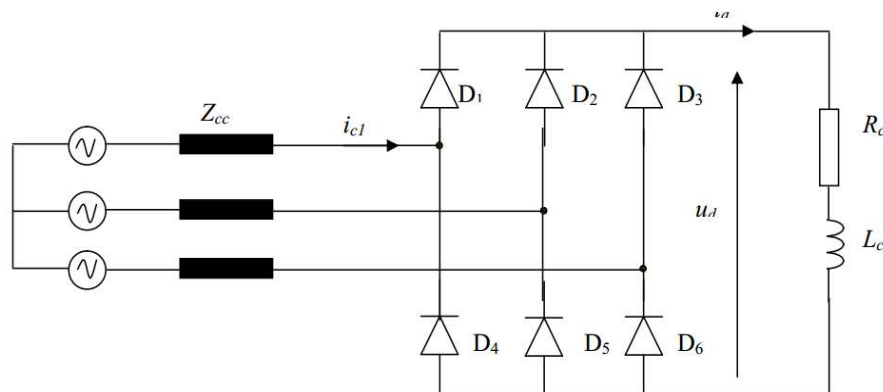 D₁
D₂
D₃
Z_cc
i_c1
R_c
u_d
L_c
D₄
D₅
D₆